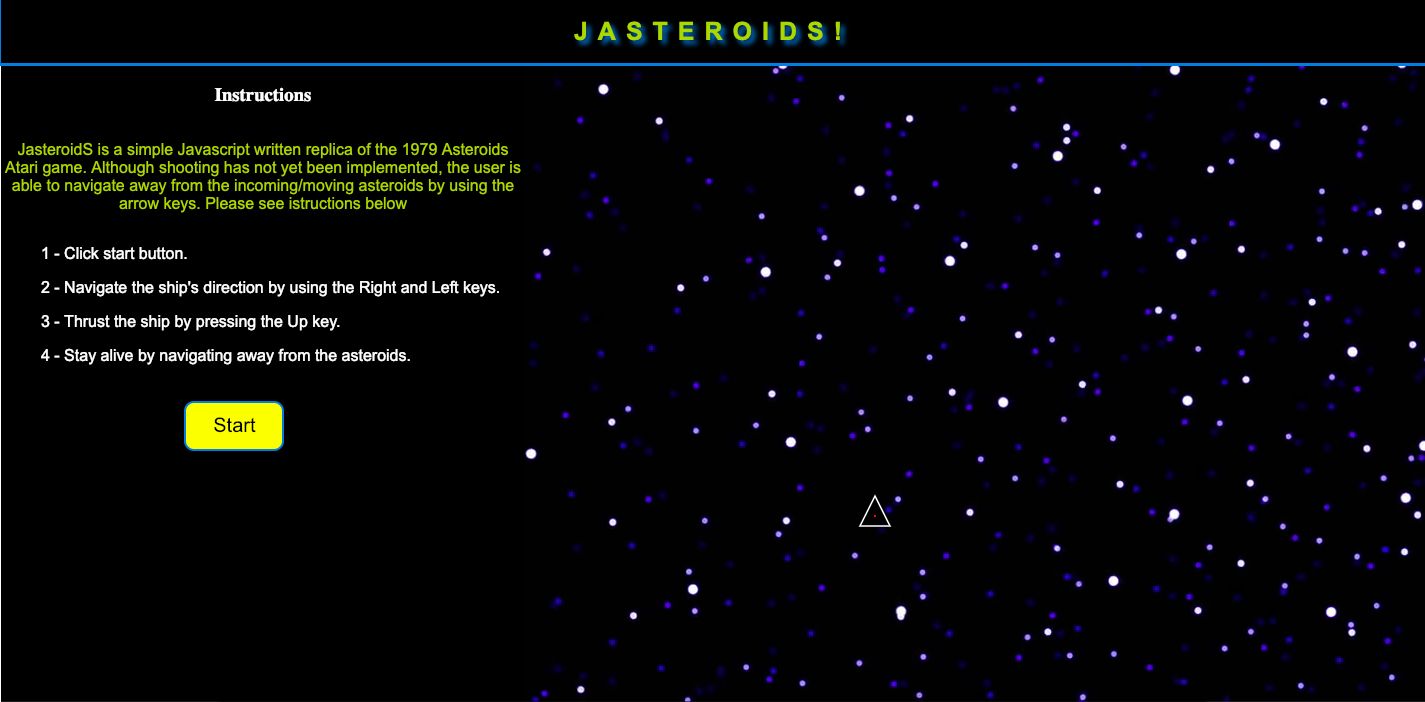 JASTEROIDS!
Instructions
JasteroidS is a simple Javascript written replica of the 1979 Asteroids
Atari game. Although shooting has not yet been implemented, the user is
able to navigate away from the incoming/moving asteroids by using the
arrow keys. Please see istructions below
1 - Click start button.
2 - Navigate the ship's direction by using the Right and Left keys.
3 - Thrust the ship by pressing the Up key.
4 - Stay alive by navigating away from the asteroids.
Start